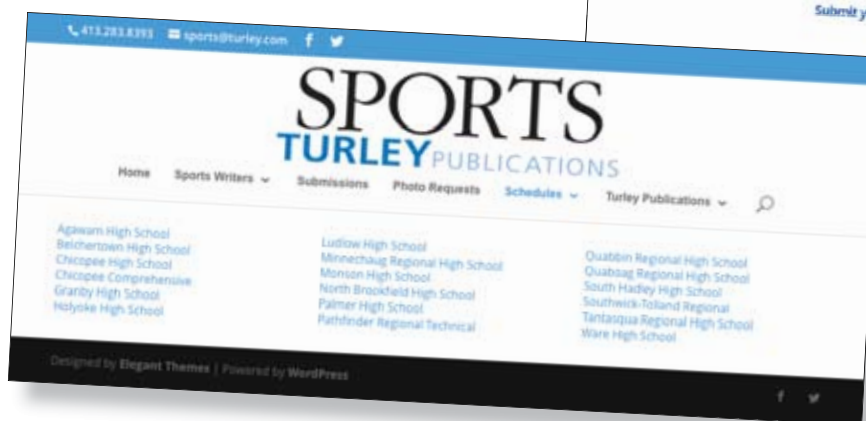 Submit y
413.283.8393 sports@turley.com
SPORTS
TURLEY PUBLICATIONS
Home Sports Writers Submissions Photo Requests Schedules Turley Publications
Agawam High School
Belchertown High School
Chicopee High School
Chicopee Comprehensive
Granby High School
Holyoke High School
Ludlow High School
Minnechaug Regional High School
Monson High School
North Brookfield High School
Palmer High School
Pathfinder Regional Technical
Quabbin Regional High School
Quaboag Regional High School
South Hadley High School
Southwick-Tolland Regional
Tantasqua Regional High School
Ware High School
Designed by Elegant Themes | Powered by WordPress